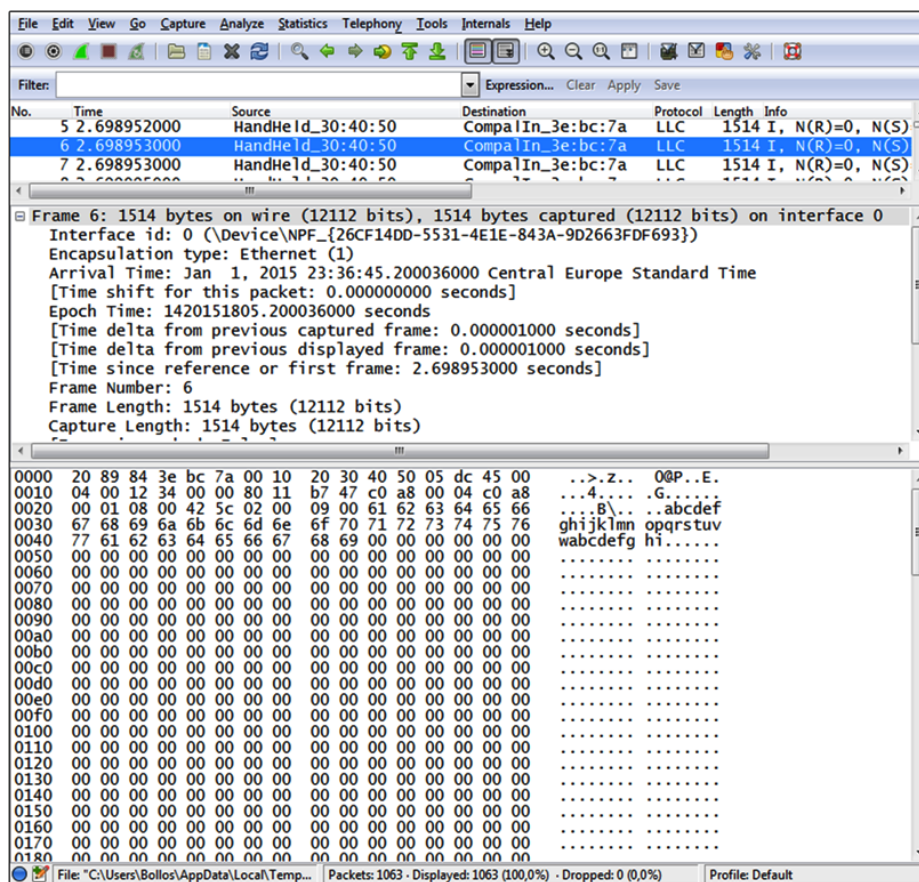 File Edit View Go Capture Analyze Statistics Telephony Tools Internals Help
Filter: Expression... Clear Apply Save
No. Time Source Destination Protocol Length Info
5 2.698952000 HandHeld_30:40:50 CompalIn_3e:bc:7a LLC 1514 I, N(R)=0, N(S)
6 2.698953000 HandHeld_30:40:50 CompalIn_3e:bc:7a LLC 1514 I, N(R)=0, N(S)
7 2.698953000 HandHeld_30:40:50 CompalIn_3e:bc:7a LLC 1514 I, N(R)=0, N(S)
Frame 6: 1514 bytes on wire (12112 bits), 1514 bytes captured (12112 bits) on interface 0
Interface id: 0 (\Device\NPF_{26CF14DD-5531-4E1E-843A-9D2663FDF693})
Encapsulation type: Ethernet (1)
Arrival Time: Jan 1, 2015 23:36:45.200036000 Central Europe Standard Time
[Time shift for this packet: 0.000000000 seconds]
Epoch Time: 1420151805.200036000 seconds
[Time delta from previous captured frame: 0.000001000 seconds]
[Time delta from previous displayed frame: 0.000001000 seconds]
[Time since reference or first frame: 2.698953000 seconds]
Frame Number: 6
Frame Length: 1514 bytes (12112 bits)
Capture Length: 1514 bytes (12112 bits)
0000 20 89 84 3e bc 7a 00 10 20 30 40 50 05 dc 45 00 ..>.z.. 0@P..E.
0010 04 00 12 34 00 00 80 11 b7 47 c0 a8 00 04 c0 a8 ...4.... .G......
0020 00 01 08 00 42 5c 02 00 09 00 61 62 63 64 65 66 ....B\.. ..abcdef
0030 67 68 69 6a 6b 6c 6d 6e 6f 70 71 72 73 74 75 76 ghijklmn opqrstuv
0040 77 61 62 63 64 65 66 67 68 69 00 00 00 00 00 00 wabcdefg hi......
0050 00 00 00 00 00 00 00 00 00 00 00 00 00 00 00 00 ........ ........
0060 00 00 00 00 00 00 00 00 00 00 00 00 00 00 00 00 ........ ........
0070 00 00 00 00 00 00 00 00 00 00 00 00 00 00 00 00 ........ ........
0080 00 00 00 00 00 00 00 00 00 00 00 00 00 00 00 00 ........ ........
0090 00 00 00 00 00 00 00 00 00 00 00 00 00 00 00 00 ........ ........
00a0 00 00 00 00 00 00 00 00 00 00 00 00 00 00 00 00 ........ ........
00b0 00 00 00 00 00 00 00 00 00 00 00 00 00 00 00 00 ........ ........
00c0 00 00 00 00 00 00 00 00 00 00 00 00 00 00 00 00 ........ ........
00d0 00 00 00 00 00 00 00 00 00 00 00 00 00 00 00 00 ........ ........
00e0 00 00 00 00 00 00 00 00 00 00 00 00 00 00 00 00 ........ ........
00f0 00 00 00 00 00 00 00 00 00 00 00 00 00 00 00 00 ........ ........
0100 00 00 00 00 00 00 00 00 00 00 00 00 00 00 00 00 ........ ........
0110 00 00 00 00 00 00 00 00 00 00 00 00 00 00 00 00 ........ ........
0120 00 00 00 00 00 00 00 00 00 00 00 00 00 00 00 00 ........ ........
0130 00 00 00 00 00 00 00 00 00 00 00 00 00 00 00 00 ........ ........
0140 00 00 00 00 00 00 00 00 00 00 00 00 00 00 00 00 ........ ........
0150 00 00 00 00 00 00 00 00 00 00 00 00 00 00 00 00 ........ ........
0160 00 00 00 00 00 00 00 00 00 00 00 00 00 00 00 00 ........ ........
0170 00 00 00 00 00 00 00 00 00 00 00 00 00 00 00 00 ........ ........
0180 00 00 00 00 00 00 00 00 00 00 00 00 00 00 00 00
File: "C:\Users\Bollos\AppData\Local\Temp... Packets: 1063 · Displayed: 1063 (100,0%) · Dropped: 0 (0,0%) Profile: Default